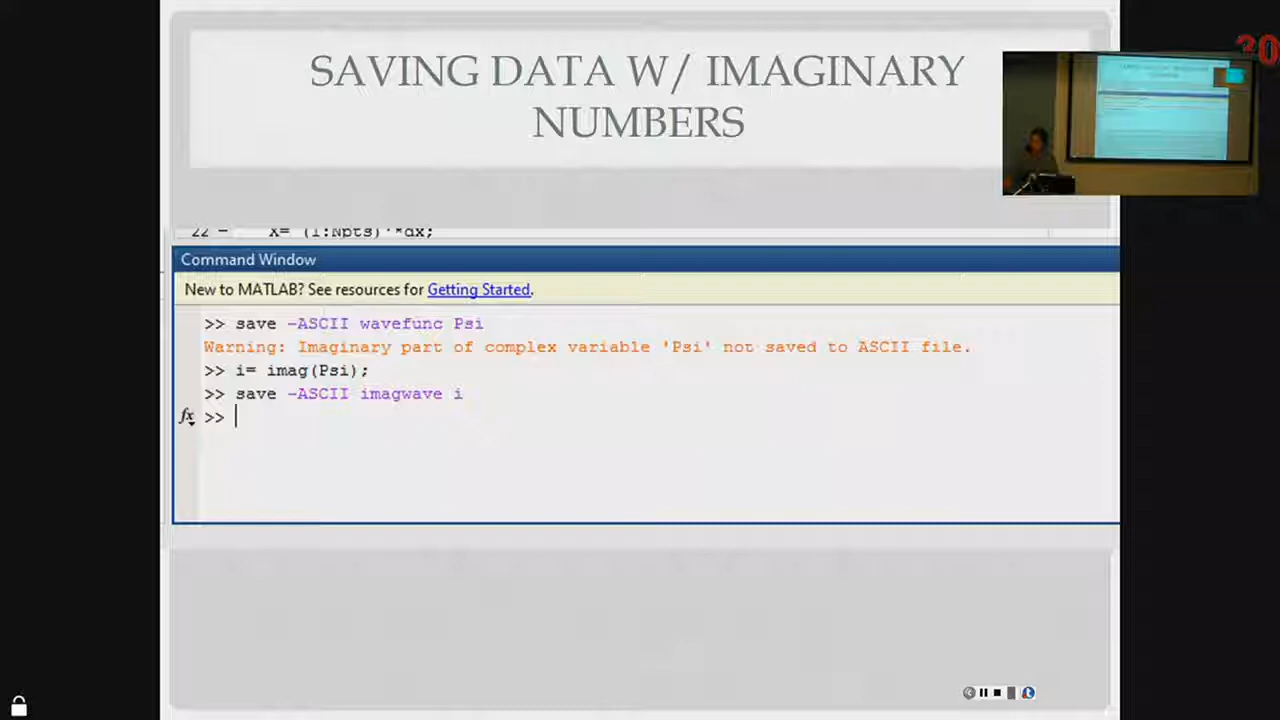 SAVING DATA W/ IMAGINARY
NUMBERS
22 - X= (1:Npts)'*dx;
Command Window
New to MATLAB? See resources for Getting Started.
>> save -ASCII wavefunc Psi
Warning: Imaginary part of complex variable 'Psi' not saved to ASCII file.
>> i= imag(Psi);
>> save -ASCII imagwave i
fx >>